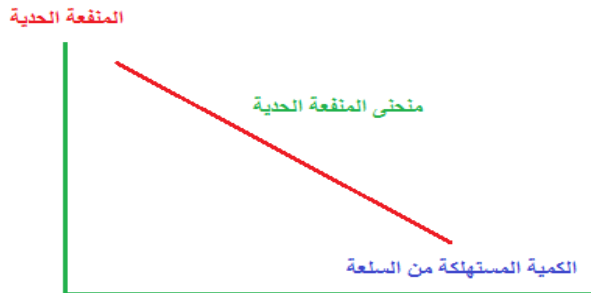 المنفعة الحدية
منحنى المنفعة الحدية
الكمية المستهلكة من السلعة